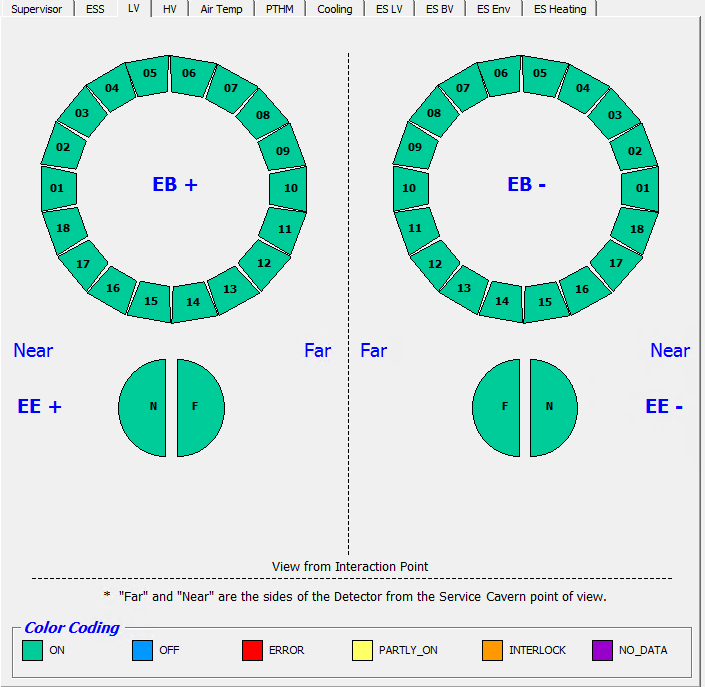 Supervisor ESS LV HV Air Temp PTHM Cooling ES LV ES BV ES Env ES Heating
05 06 06 05
04 07 07 04
03 08 08 03
02 09 09 02
EB + EB -
01 10 10 01
18 11 11 18
17 12 12 17
16 13 13 16
15 14 14 15
Near Far Far Near
EE + N F F N EE -
View from Interaction Point
* "Far" and "Near" are the sides of the Detector from the Service Cavern point of view.
Color Coding
ON OFF ERROR PARTLY_ON INTERLOCK NO_DATA